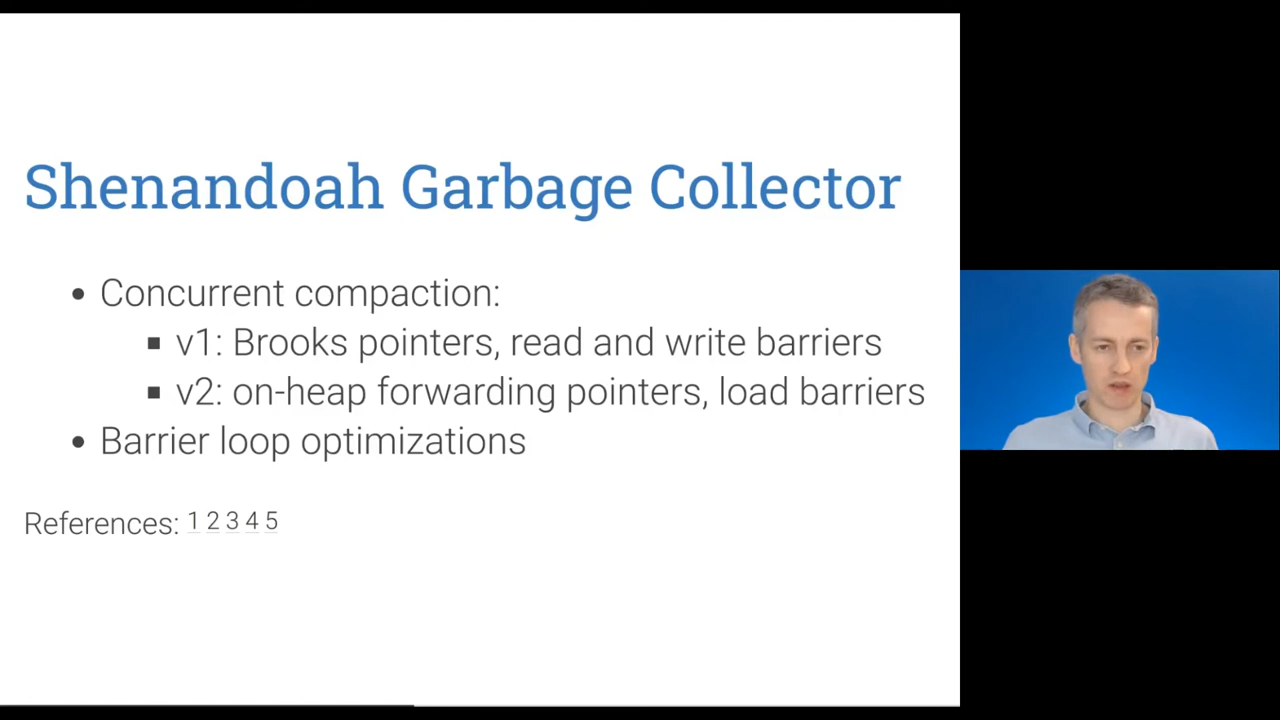 Shenandoah Garbage Collector
• Concurrent compaction:
▪ v1: Brooks pointers, read and write barriers
▪ v2: on-heap forwarding pointers, load barriers
• Barrier loop optimizations
References: 1 2 3 4 5